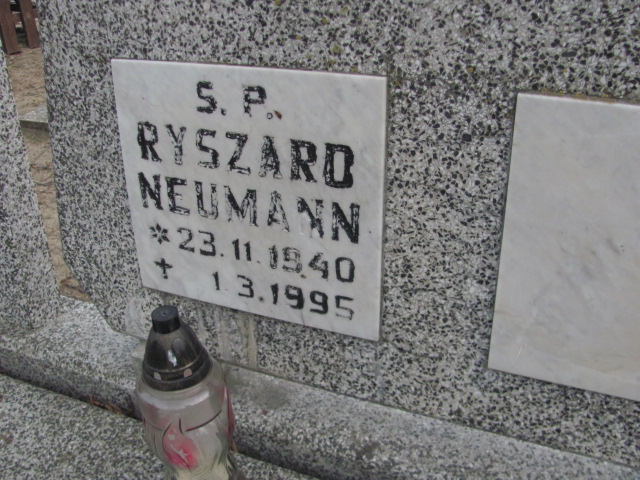 S. P.
RYSZARD
NEUMANN
* 23.11.1940
✝ 1.3.1995